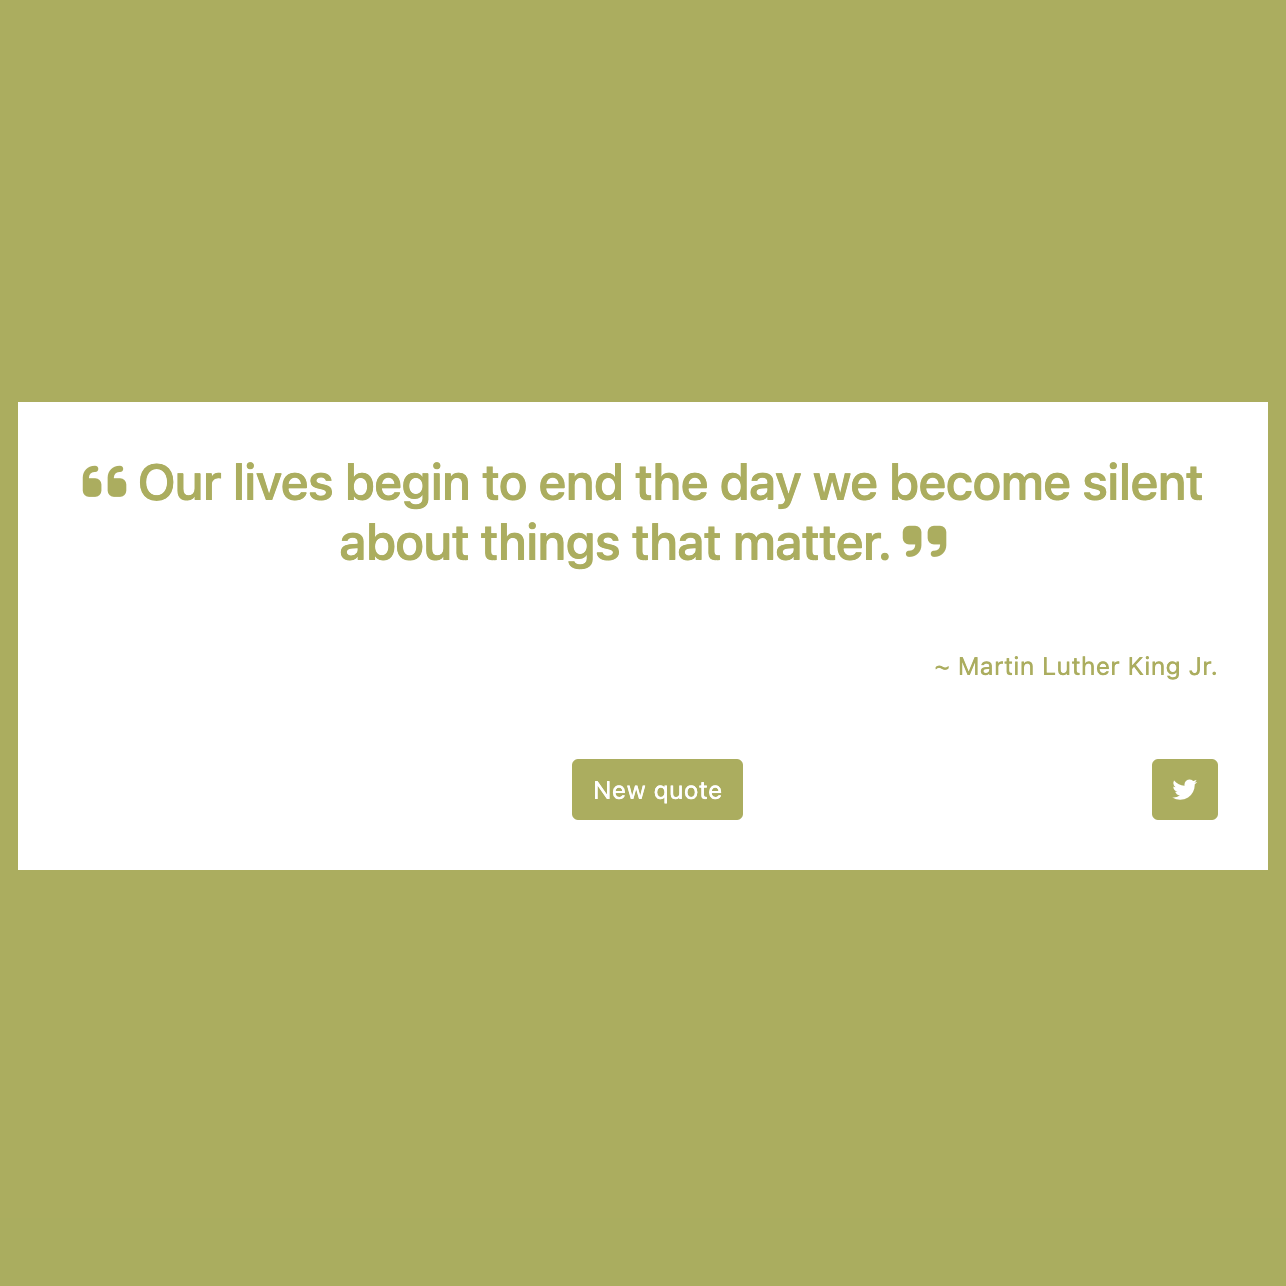 “ Our lives begin to end the day we become silent
about things that matter. ”
~ Martin Luther King Jr.
New quote